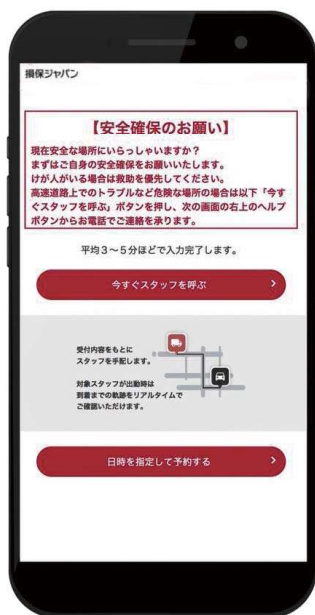 損保ジャパン
【安全確保のお願い】
現在安全な場所にいらっしゃいますか？
まずはご自身の安全確保をお願いいたします。
けが人がいる場合は救助を優先してください。
高速道路上でのトラブルなど危険な場所の場合は以下「今す
ぐスタッフを呼ぶ」ボタンを押し、次の画面の右上のヘルプ
ボタンからお電話でご連絡を承ります。
平均３～５分ほどで入力完了します。
今すぐスタッフを呼ぶ
受付内容をもとに
スタッフを手配します。
対象スタッフが出動時は
到着までの軌跡をリアルタイムで
ご確認いただけます。
日時を指定して予約する